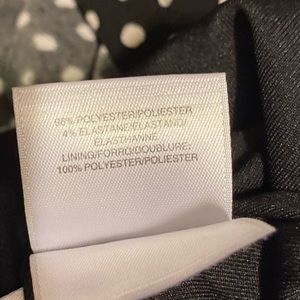 96% POLYESTER/POLIESTER
4% ELASTANE/ELASTANO/
ELASTHANNE
LINING/FORRO/DOUBLURE:
100% POLYESTER/POLIESTER